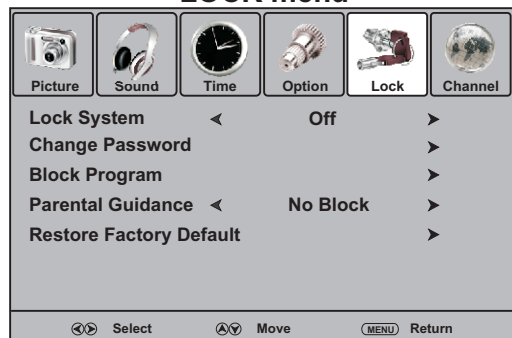 LOCK Menu
Picture Sound Time Option Lock Channel
Lock System Off
Change Password
Block Program
Parental Guidance No Block
Restore Factory Default
Select Move MENU Return